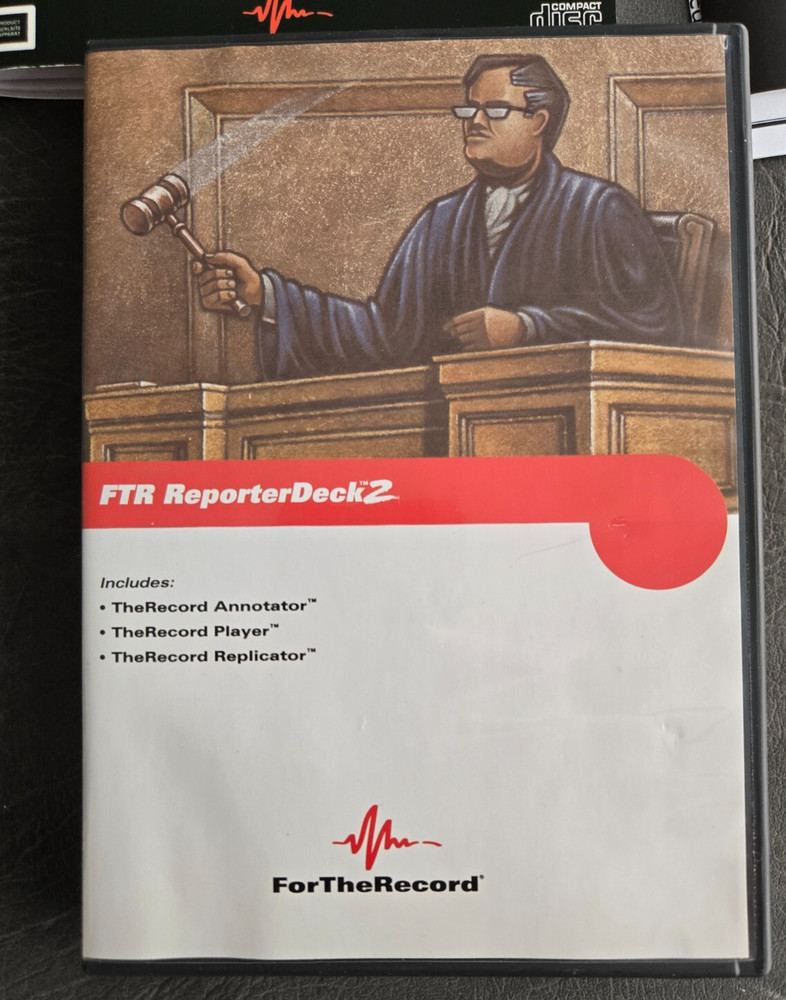 COMPACT
disc
FTR ReporterDeck™2
Includes:
• TheRecord Annotator™
• TheRecord Player™
• TheRecord Replicator™
ForTheRecord®